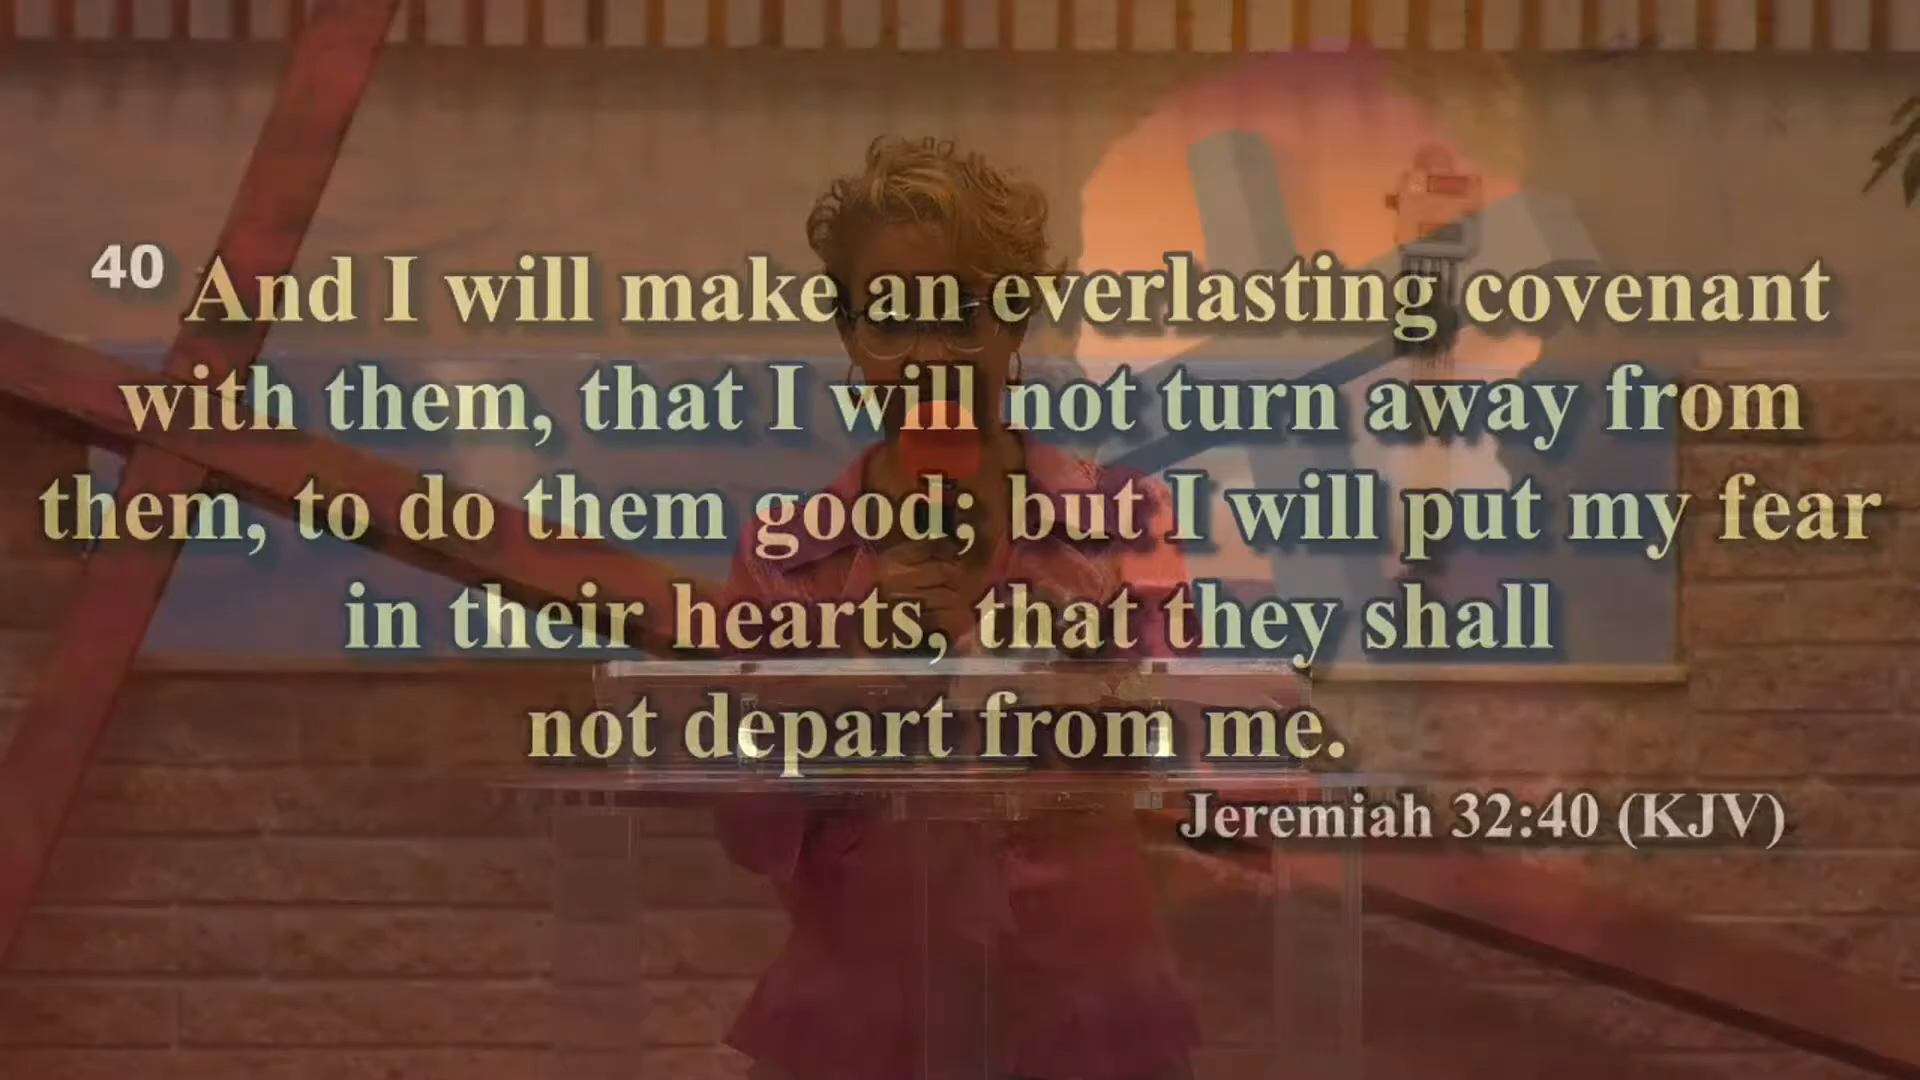 40 And I will make an everlasting covenant
with them, that I will not turn away from
them, to do them good; but I will put my fear
in their hearts, that they shall
not depart from me.
Jeremiah 32:40 (KJV)